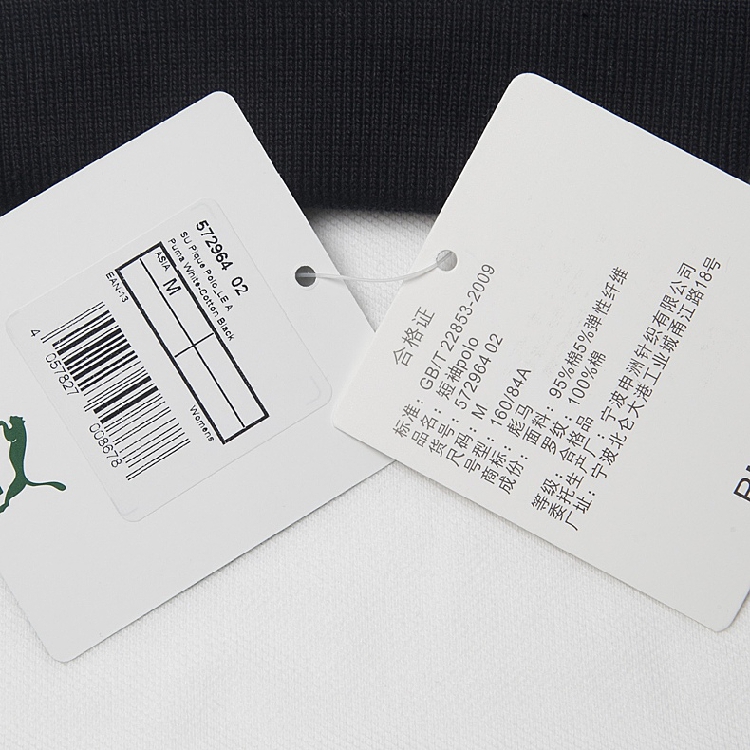 572964 02
SU Pique Polo_LE A
Puma White-Cotton Black
ASIA
M
Womens
EAN-13
4 057827 008678
合格证
标准: GB/T 22853-2009
品名: 短袖polo
货号: 572964 02
尺码: M
号型: 160/84A
商标: 彪马
成份: 面料: 95%棉5%弹性纤维
罗纹: 100%棉
等级: 合格品
委托生产: 宁波申洲针织有限公司
厂址: 宁波北仑大港工业城甬江路18号